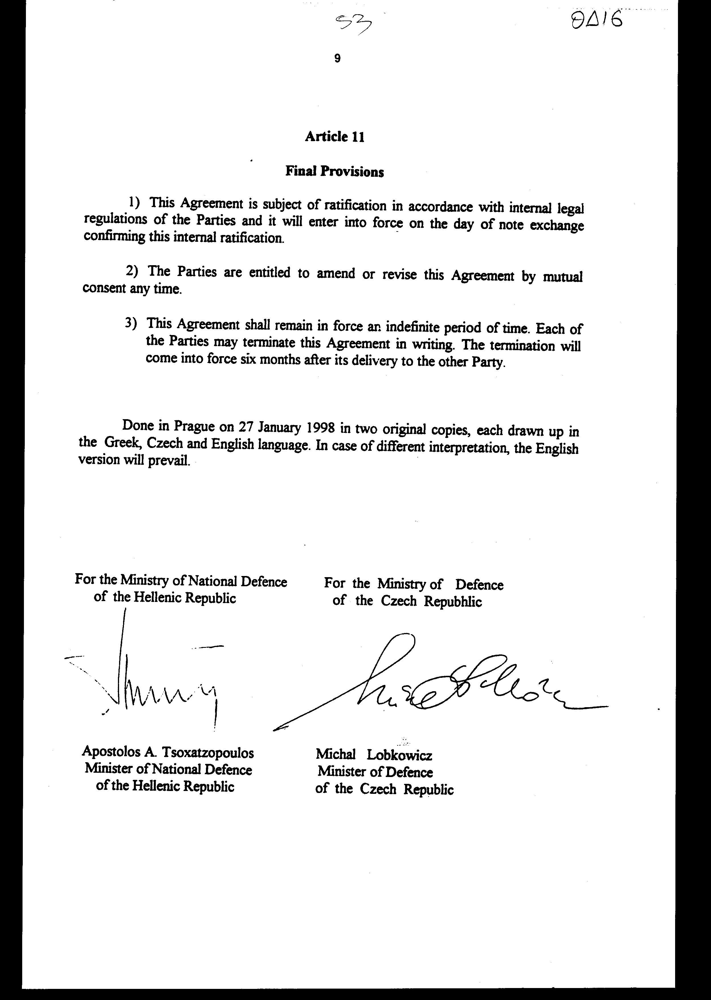 53
ΘΔ16
9
Article 11
Final Provisions
1) This Agreement is subject of ratification in accordance with internal legal
regulations of the Parties and it will enter into force on the day of note exchange
confirming this internal ratification.
2) The Parties are entitled to amend or revise this Agreement by mutual
consent any time.
3) This Agreement shall remain in force an indefinite period of time. Each of
the Parties may terminate this Agreement in writing. The termination will
come into force six months after its delivery to the other Party.
Done in Prague on 27 January 1998 in two original copies, each drawn up in
the Greek, Czech and English language. In case of different interpretation, the English
version will prevail.
For the Ministry of National Defence
of the Hellenic Republic
For the Ministry of Defence
of the Czech Repubhlic
Apostolos A. Tsoxatzopoulos
Minister of National Defence
of the Hellenic Republic
Michal Lobkowicz
Minister of Defence
of the Czech Republic